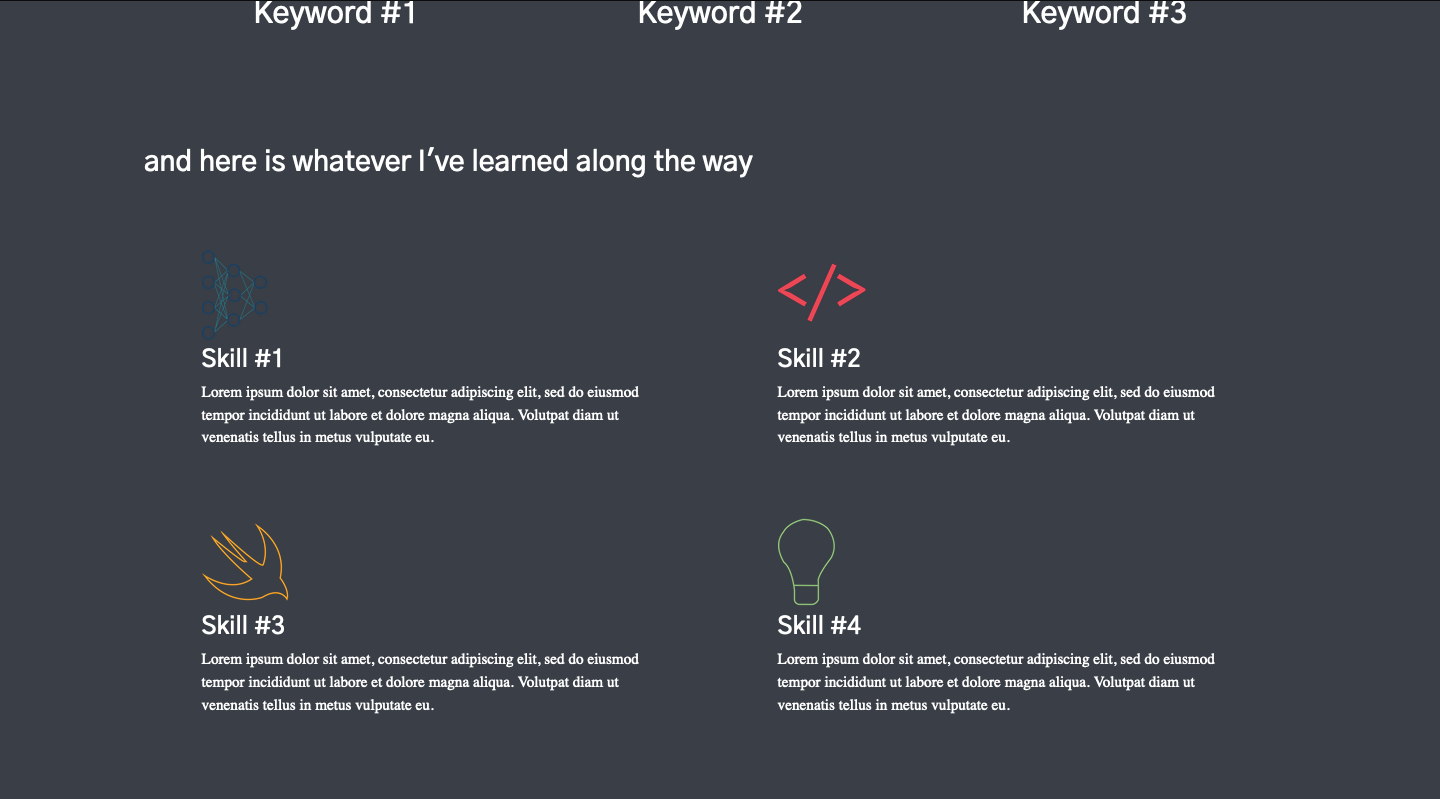 Keyword #1 Keyword #2 Keyword #3
and here is whatever I've learned along the way
Skill #1
Lorem ipsum dolor sit amet, consectetur adipiscing elit, sed do eiusmod
tempor incididunt ut labore et dolore magna aliqua. Volutpat diam ut
venenatis tellus in metus vulputate eu.
Skill #2
Lorem ipsum dolor sit amet, consectetur adipiscing elit, sed do eiusmod
tempor incididunt ut labore et dolore magna aliqua. Volutpat diam ut
venenatis tellus in metus vulputate eu.
Skill #3
Lorem ipsum dolor sit amet, consectetur adipiscing elit, sed do eiusmod
tempor incididunt ut labore et dolore magna aliqua. Volutpat diam ut
venenatis tellus in metus vulputate eu.
Skill #4
Lorem ipsum dolor sit amet, consectetur adipiscing elit, sed do eiusmod
tempor incididunt ut labore et dolore magna aliqua. Volutpat diam ut
venenatis tellus in metus vulputate eu.